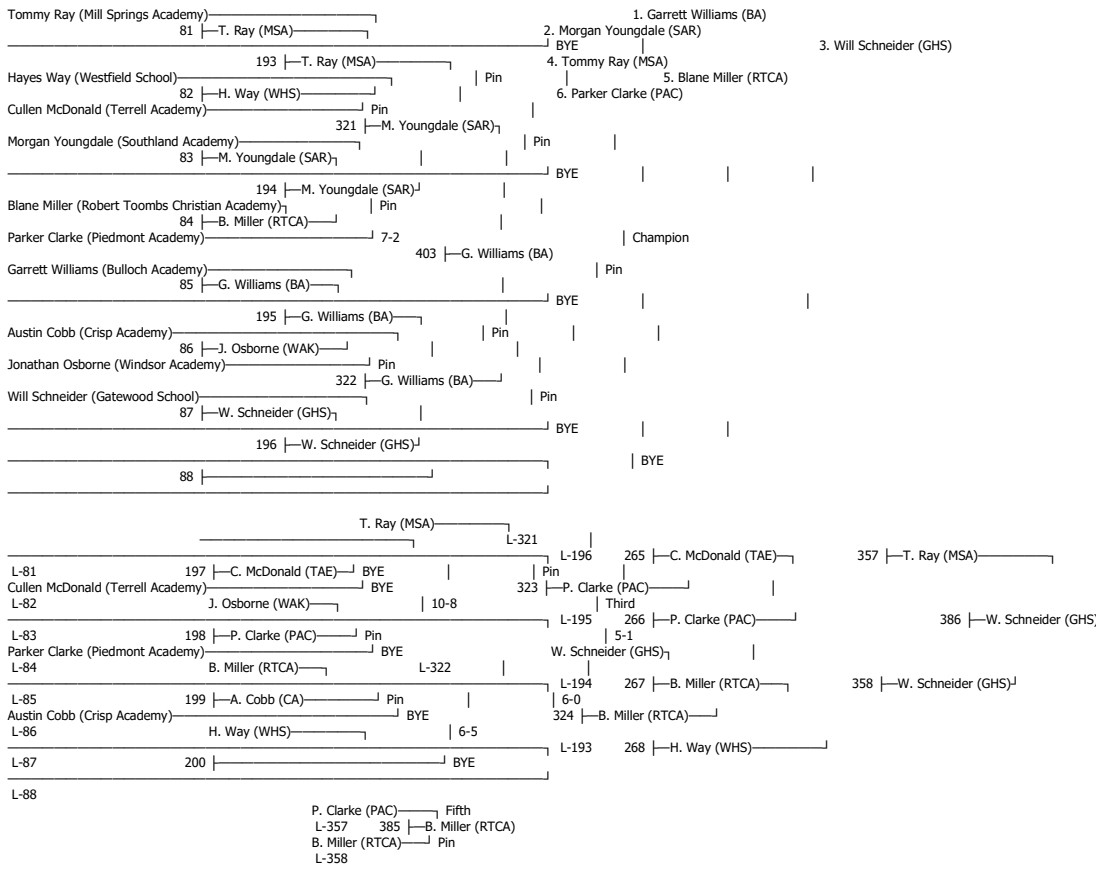 Tommy Ray (Mill Springs Academy) 1. Garrett Williams (BA)
81 T. Ray (MSA) 2. Morgan Youngdale (SAR)
BYE 3. Will Schneider (GHS)
193 T. Ray (MSA) 4. Tommy Ray (MSA)
Hayes Way (Westfield School) Pin 5. Blane Miller (RTCA)
82 H. Way (WHS) 6. Parker Clarke (PAC)
Cullen McDonald (Terrell Academy) Pin
321 M. Youngdale (SAR)
Morgan Youngdale (Southland Academy) Pin
83 M. Youngdale (SAR)
BYE
194 M. Youngdale (SAR)
Blane Miller (Robert Toombs Christian Academy) Pin
84 B. Miller (RTCA)
Parker Clarke (Piedmont Academy) 7-2 Champion
403 G. Williams (BA)
Garrett Williams (Bulloch Academy) Pin
85 G. Williams (BA)
BYE
195 G. Williams (BA)
Austin Cobb (Crisp Academy) Pin
86 J. Osborne (WAK)
Jonathan Osborne (Windsor Academy) Pin
322 G. Williams (BA)
Will Schneider (Gatewood School) Pin
87 W. Schneider (GHS)
BYE
196 W. Schneider (GHS)
BYE
88
T. Ray (MSA)
L-321
L-196 265 C. McDonald (TAE) 357 T. Ray (MSA)
L-81 197 C. McDonald (TAE) BYE Pin
Cullen McDonald (Terrell Academy) BYE 323 P. Clarke (PAC)
L-82 J. Osborne (WAK) 10-8 Third
L-195 266 P. Clarke (PAC) 386 W. Schneider (GHS)
L-83 198 P. Clarke (PAC) Pin 5-1
Parker Clarke (Piedmont Academy) BYE W. Schneider (GHS)
L-84 B. Miller (RTCA) L-322
L-194 267 B. Miller (RTCA) 358 W. Schneider (GHS)
L-85 199 A. Cobb (CA) Pin 6-0
Austin Cobb (Crisp Academy) BYE 324 B. Miller (RTCA)
L-86 H. Way (WHS) 6-5
L-193 268 H. Way (WHS)
L-87 200 BYE
L-88
P. Clarke (PAC) Fifth
L-357 385 B. Miller (RTCA)
B. Miller (RTCA) Pin
L-358